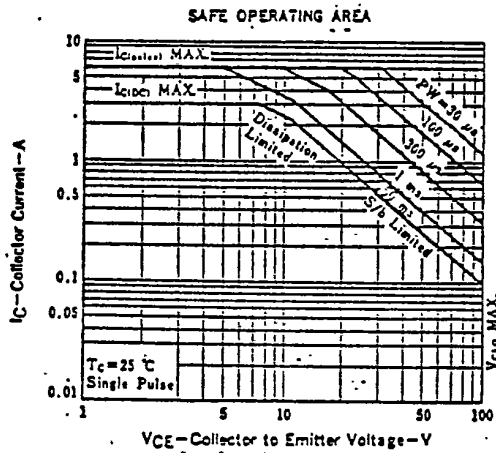 SAFE OPERATING AREA
10
5
1
0.5
0.1
0.05
0.01
IC—Collector Current—A
IC(pulse) MAX.
IC(DC) MAX.
Dissipation
Limited
S/b Limited
PW=30 μs
100 μs
300 μs
1 ms
ms
VCEO MAX.
TC=25 ℃
Single Pulse
1
5
10
50
100
VCE—Collector to Emitter Voltage—V